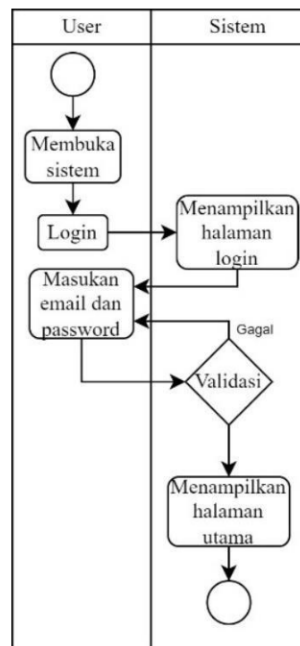 User
Sistem
Membuka
sistem
Login
Menampilkan
halaman
login
Masukan
email dan
password
Gagal
Validasi
Menampilkan
halaman
utama